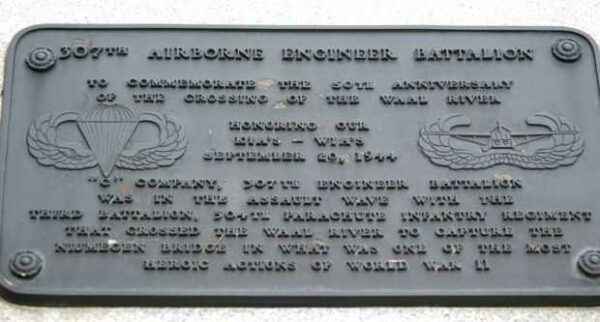 307TH AIRBORNE ENGINEER BATTALION
TO COMMEMORATE THE 50TH ANNIVERSARY
OF THE CROSSING OF THE WAAL RIVER
HONORING OUR
KIA'S – WIA'S
SEPTEMBER 20, 1944
"C" COMPANY, 307TH ENGINEER BATTALION
WAS IN THE ASSAULT WAVE WITH THE
THIRD BATTALION, 504TH PARACHUTE INFANTRY REGIMENT
THAT CROSSED THE WAAL RIVER TO CAPTURE THE
NIJMEGEN BRIDGE IN WHAT WAS ONE OF THE MOST
HEROIC ACTIONS OF WORLD WAR II